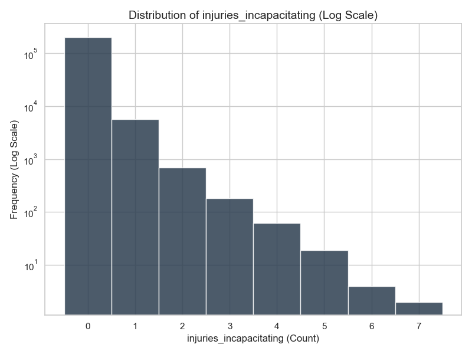 Distribution of injuries_incapacitating (Log Scale)
Frequency (Log Scale)
10⁵
10⁴
10³
10²
10¹
0 1 2 3 4 5 6 7
injuries_incapacitating (Count)